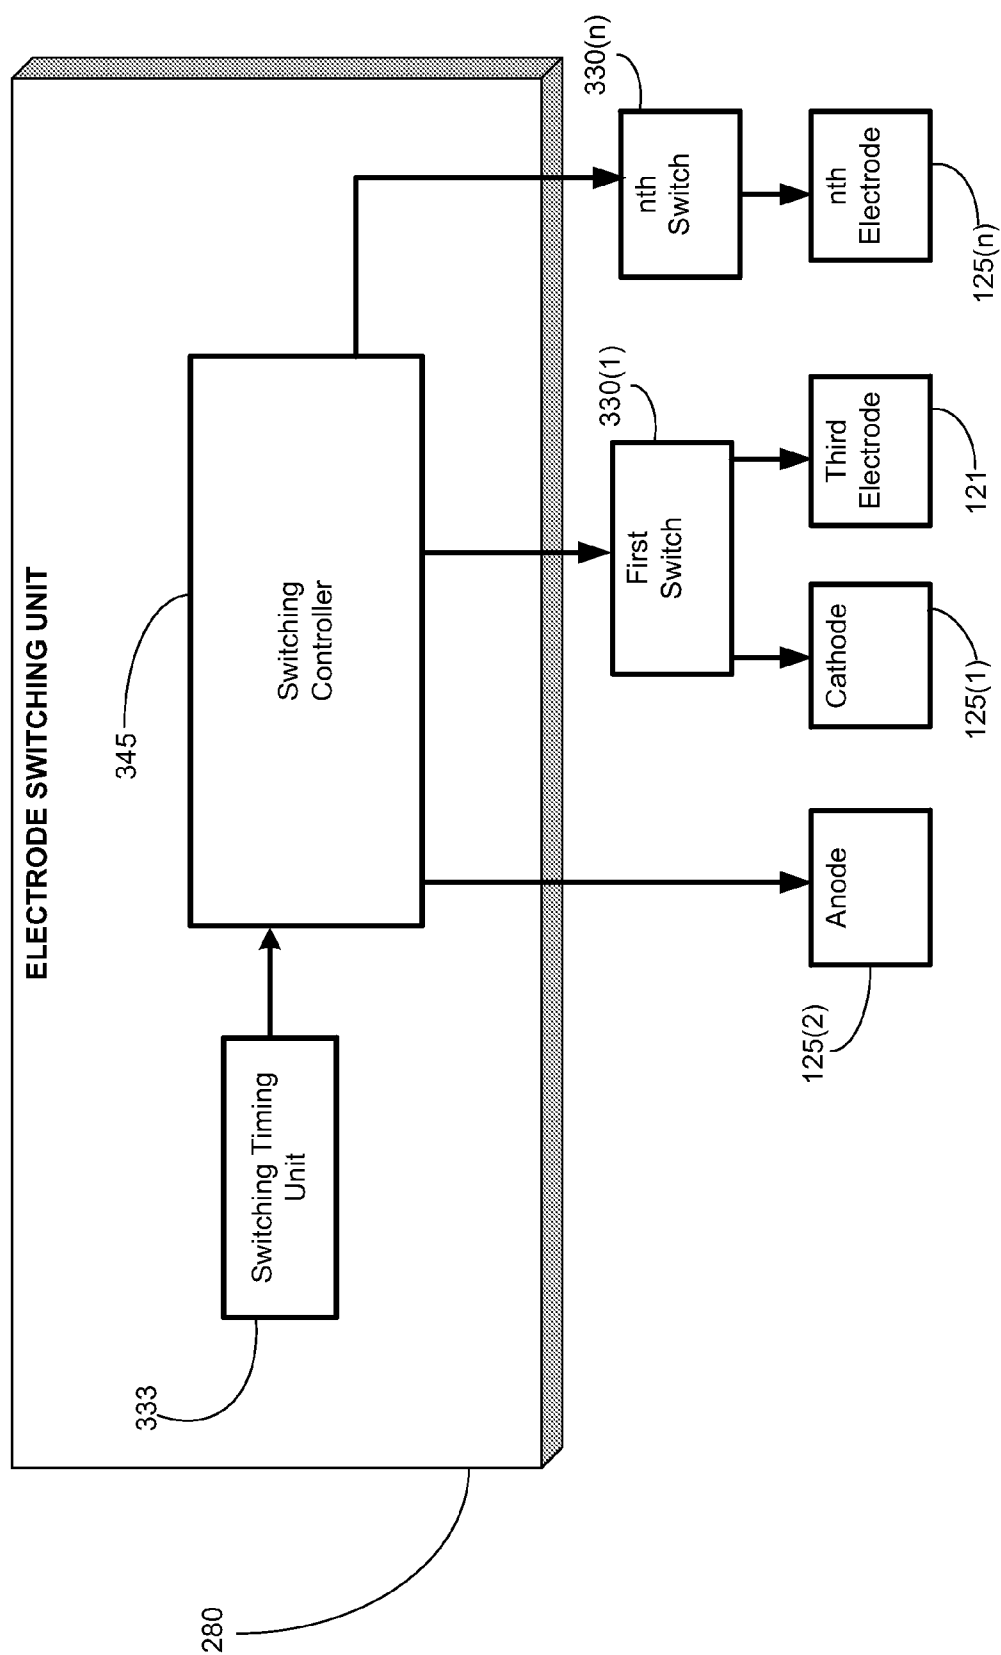 ELECTRODE SWITCHING UNIT
345
333
Switching Timing
Unit
Switching
Controller
280
330(1)
330(n)
First
Switch
nth
Switch
125(2)
Anode
Cathode
Third
Electrode
nth
Electrode
125(1)
121
125(n)